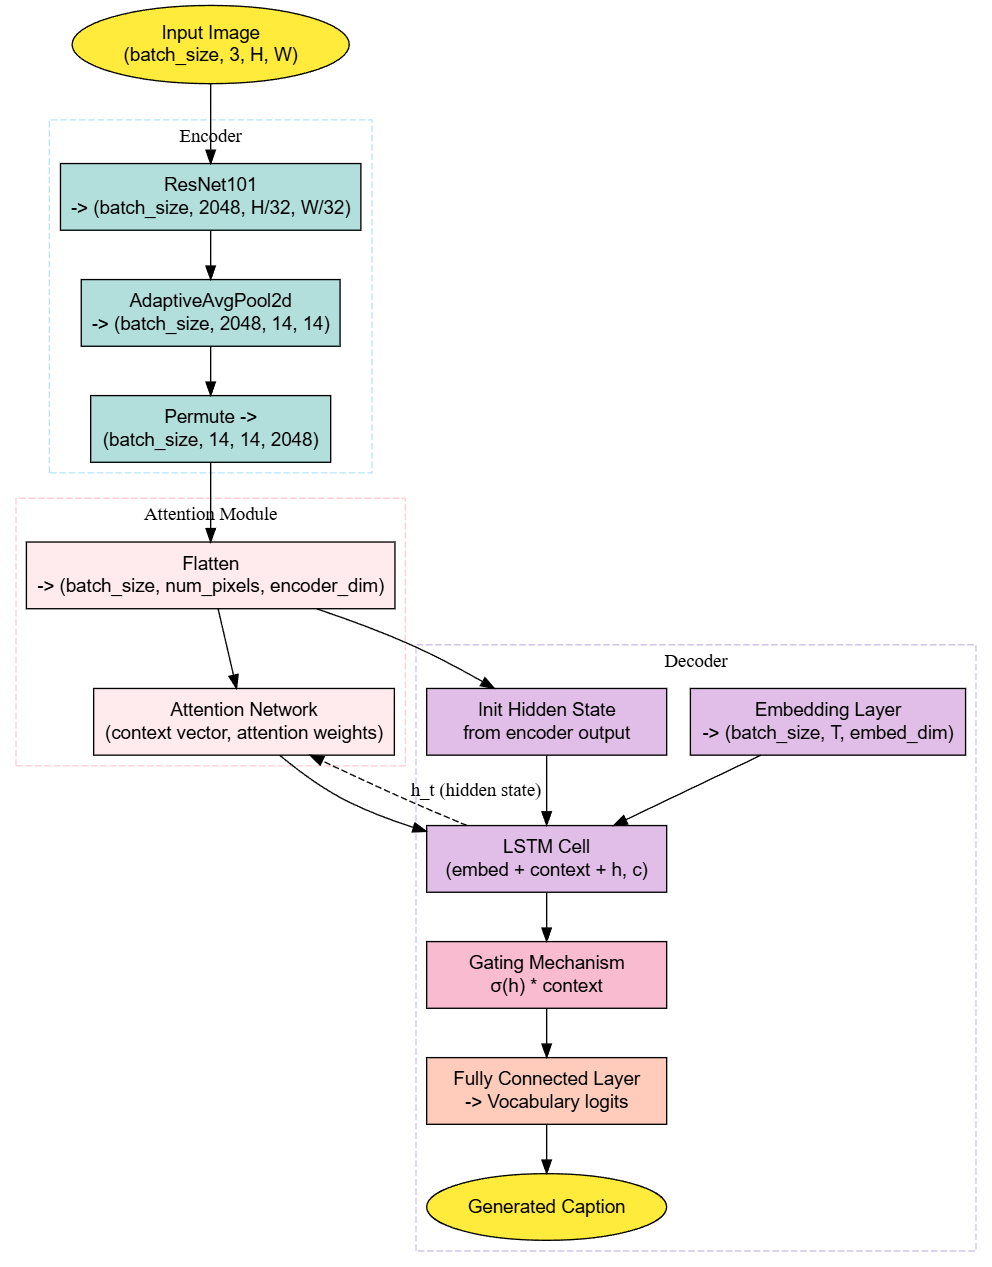 Input Image
(batch_size, 3, H, W)
Encoder
ResNet101
-> (batch_size, 2048, H/32, W/32)
AdaptiveAvgPool2d
-> (batch_size, 2048, 14, 14)
Permute ->
(batch_size, 14, 14, 2048)
Attention Module
Flatten
-> (batch_size, num_pixels, encoder_dim)
Decoder
Attention Network
(context vector, attention weights)
Init Hidden State
from encoder output
Embedding Layer
-> (batch_size, T, embed_dim)
h_t (hidden state)
LSTM Cell
(embed + context + h, c)
Gating Mechanism
σ(h) * context
Fully Connected Layer
-> Vocabulary logits
Generated Caption